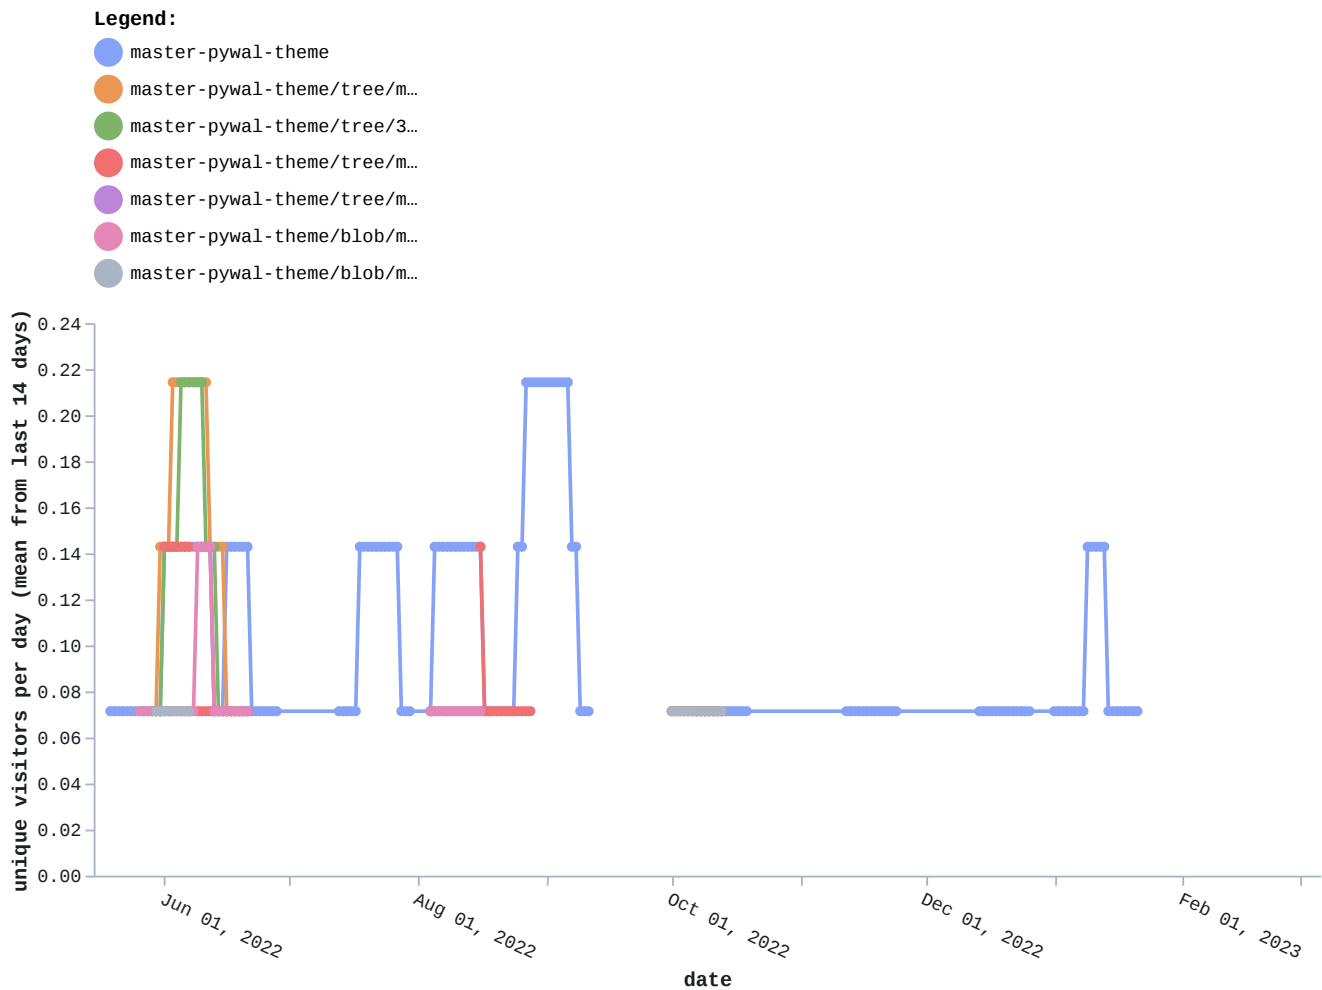 Legend:
master-pywal-theme
master-pywal-theme/tree/m…
master-pywal-theme/tree/3…
master-pywal-theme/tree/m…
master-pywal-theme/tree/m…
master-pywal-theme/blob/m…
master-pywal-theme/blob/m…
unique visitors per day (mean from last 14 days)
0.24
0.22
0.20
0.18
0.16
0.14
0.12
0.10
0.08
0.06
0.04
0.02
0.00
Jun 01, 2022
Aug 01, 2022
Oct 01, 2022
Dec 01, 2022
Feb 01, 2023
date